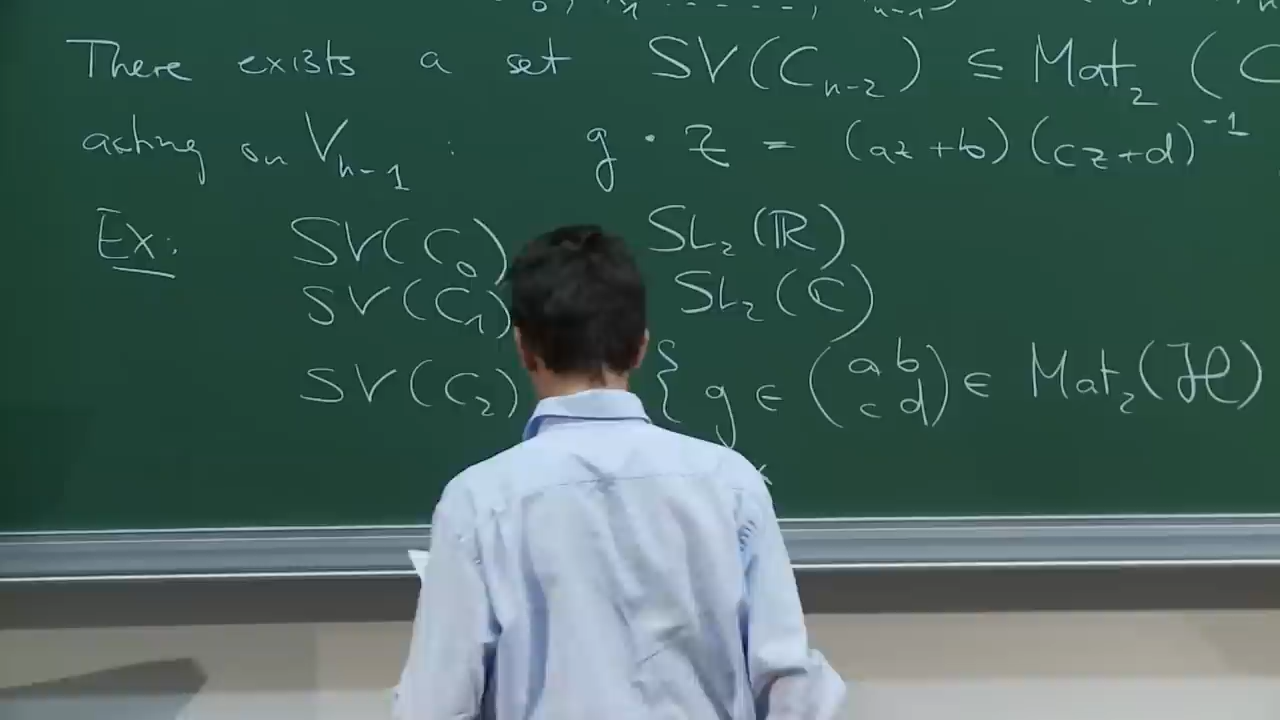 There exists a set SV(C_{n-2}) ⊆ Mat_2 (C
acting on V_{n-1} : g · z = (az+b)(cz+d)^{-1}
Ex: SV(C_0) SL_2(ℝ)
SV(C_1) SL_2(ℂ)
SV(C_2) { g ∈ (a b c d) ∈ Mat_2(ℋ)